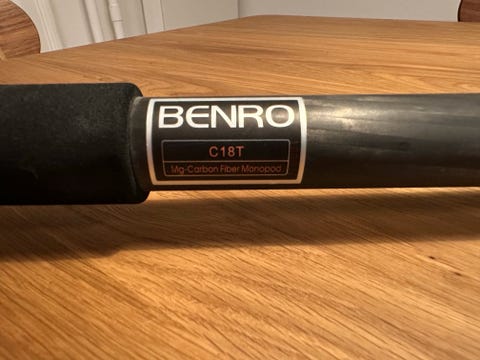 BENRO
C18T
Mg-Carbon Fiber Monopod